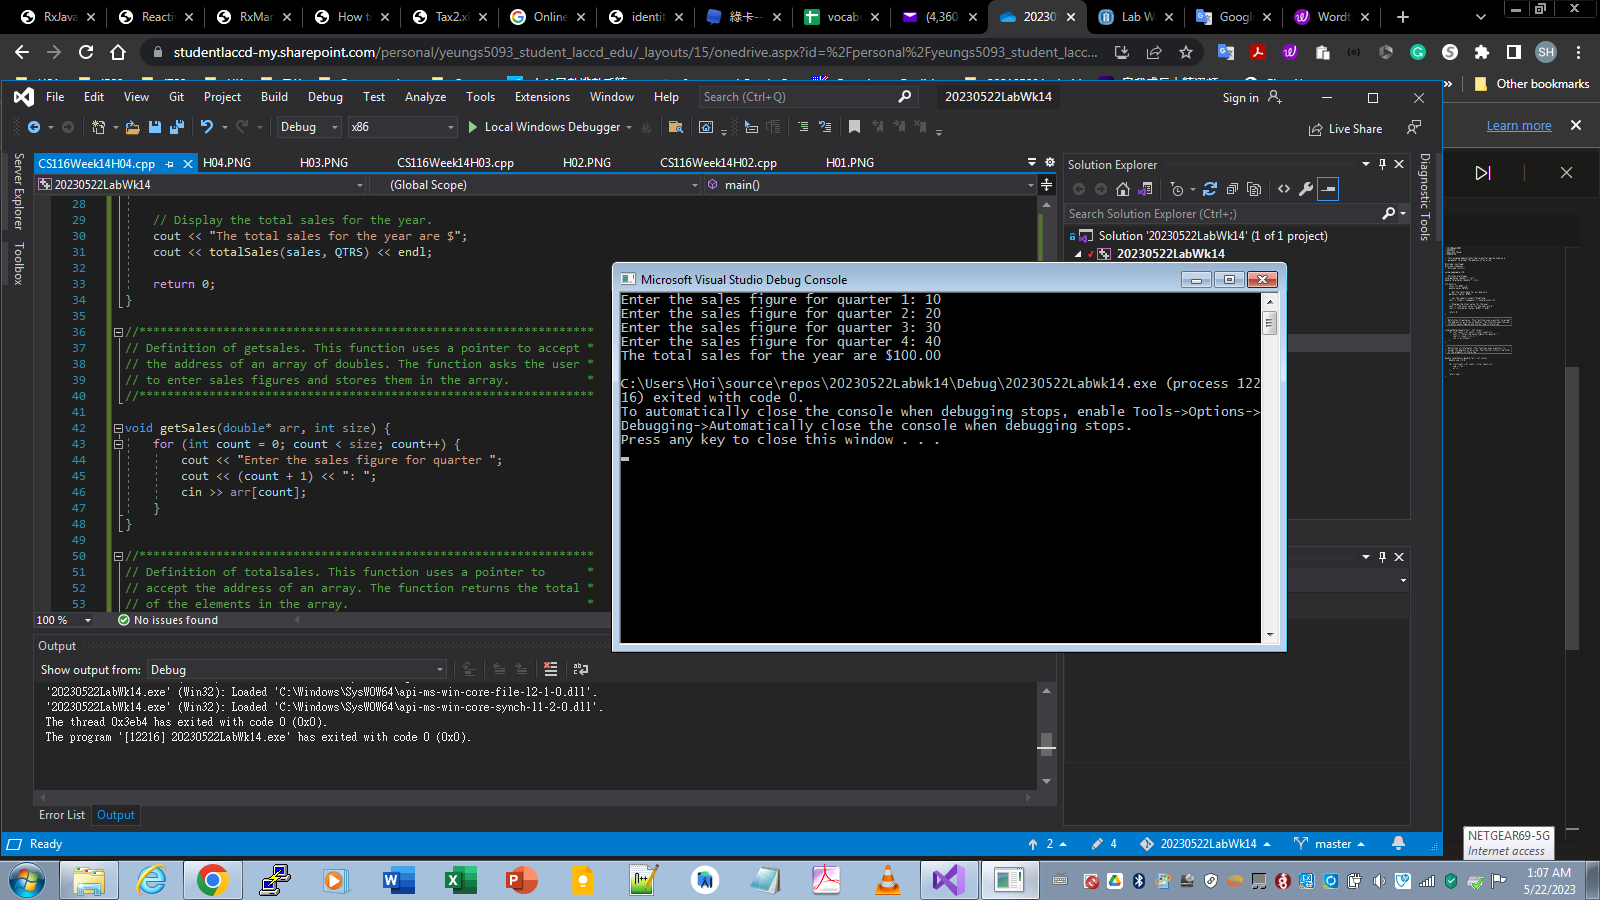 RxJava
Reactiv
RxMar
How to
Tax2.xl
Online
identit
綠卡--
vocab
(4,360
20230
Lab W
Googl
Wordt
studentlaccd-my.sharepoint.com/personal/yeungs5093_student_laccd_edu/_layouts/15/onedrive.aspx?id=%2Fpersonal%2Fyeungs5093_student_lacc...
SH
Other bookmarks
File Edit View Git Project Build Debug Test Analyze Tools Extensions Window Help
Search (Ctrl+Q)
20230522LabWk14
Sign in
Learn more
Debug
x86
Local Windows Debugger
Live Share
Server Explorer
Toolbox
CS116Week14H04.cpp
H04.PNG
H03.PNG
CS116Week14H03.cpp
H02.PNG
CS116Week14H02.cpp
H01.PNG
20230522LabWk14
(Global Scope)
main()
28
29 // Display the total sales for the year.
30 cout << "The total sales for the year are $";
31 cout << totalSales(sales, QTRS) << endl;
32
33 return 0;
34 }
35
36 //*****************************************************************
37 // Definition of getsales. This function uses a pointer to accept *
38 // the address of an array of doubles. The function asks the user *
39 // to enter sales figures and stores them in the array. *
40 //*****************************************************************
41
42 void getSales(double* arr, int size) {
43 for (int count = 0; count < size; count++) {
44 cout << "Enter the sales figure for quarter ";
45 cout << (count + 1) << ": ";
46 cin >> arr[count];
47 }
48 }
49
50 //*****************************************************************
51 // Definition of totalsales. This function uses a pointer to *
52 // accept the address of an array. The function returns the total *
53 // of the elements in the array. *
100 %
No issues found
Solution Explorer
Search Solution Explorer (Ctrl+;)
Solution '20230522LabWk14' (1 of 1 project)
20230522LabWk14
Diagnostic Tools
Microsoft Visual Studio Debug Console
Enter the sales figure for quarter 1: 10
Enter the sales figure for quarter 2: 20
Enter the sales figure for quarter 3: 30
Enter the sales figure for quarter 4: 40
The total sales for the year are $100.00
C:\Users\Hoi\source\repos\20230522LabWk14\Debug\20230522LabWk14.exe (process 122
16) exited with code 0.
To automatically close the console when debugging stops, enable Tools->Options->
Debugging->Automatically close the console when debugging stops.
Press any key to close this window . . .
Output
Show output from: Debug
'20230522LabWk14.exe' (Win32): Loaded 'C:\Windows\SysWOW64\api-ms-win-core-file-l2-1-0.dll'.
'20230522LabWk14.exe' (Win32): Loaded 'C:\Windows\SysWOW64\api-ms-win-core-synch-l1-2-0.dll'.
The thread 0x3eb4 has exited with code 0 (0x0).
The program '[12216] 20230522LabWk14.exe' has exited with code 0 (0x0).
Error List
Output
Ready
2
4
20230522LabWk14
master
NETGEAR69-5G
Internet access
1:07 AM
5/22/2023